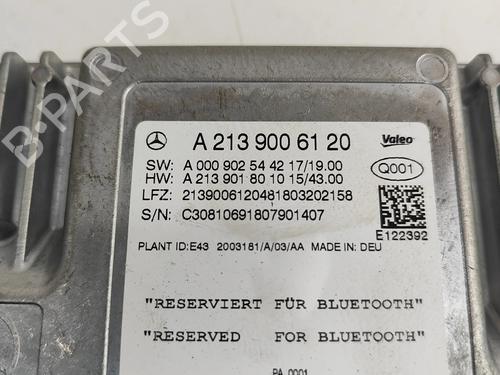 B-PARTS
A 213 900 61 20
Valeo
SW: A 000 902 54 42 17/19.00
HW: A 213 901 80 10 15/43.00
Q001
LFZ: 2139006120481803202158
S/N: C30810691807901407
E122392
PLANT ID:E43 2003181/A/03/AA MADE IN: DEU
"RESERVIERT FÜR BLUETOOTH"
"RESERVED FOR BLUETOOTH"
PA 0001